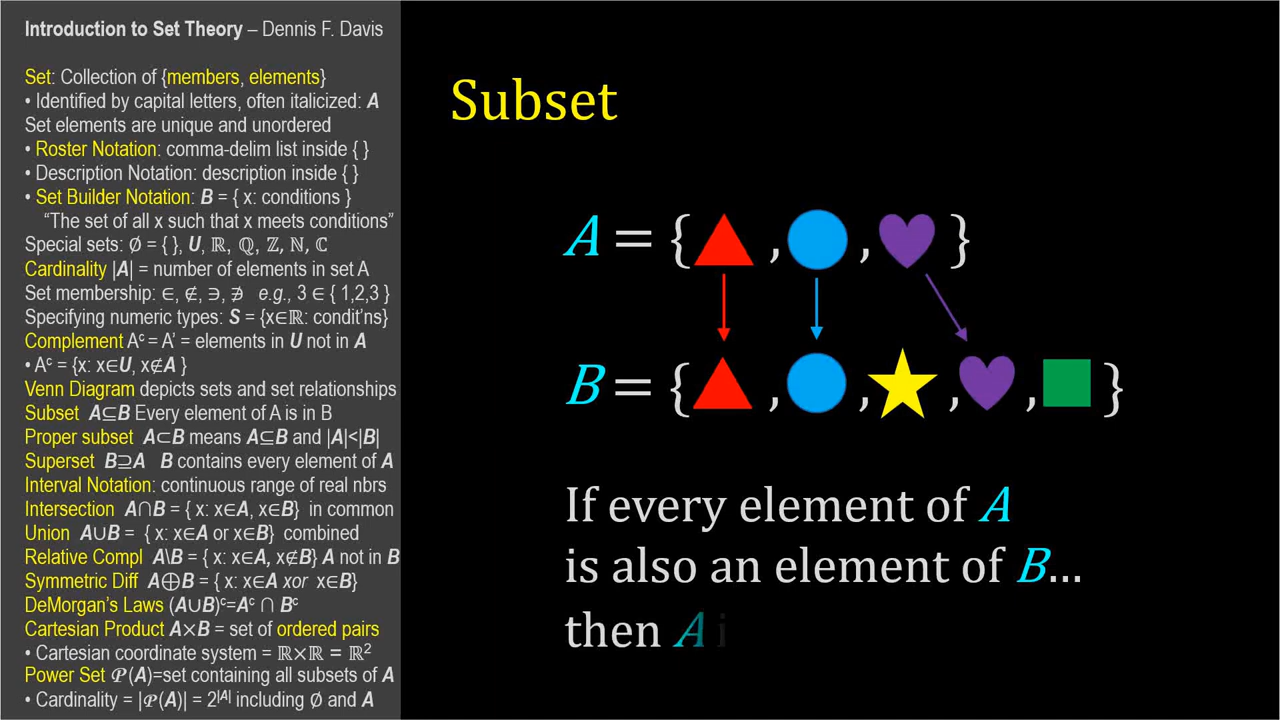 Introduction to Set Theory – Dennis F. Davis
Set: Collection of {members, elements}
• Identified by capital letters, often italicized: A
Set elements are unique and unordered
• Roster Notation: comma-delim list inside { }
• Description Notation: description inside { }
• Set Builder Notation: B = { x: conditions }
“The set of all x such that x meets conditions”
Special sets: ∅ = { }, U, ℝ, ℚ, ℤ, ℕ, ℂ
Cardinality |A| = number of elements in set A
Set membership: ∈, ∉, ∋, ∌ e.g., 3 ∈ { 1,2,3 }
Specifying numeric types: S = {x∈ℝ: condit’ns}
Complement Aᶜ = A’ = elements in U not in A
• Aᶜ = {x: x∈U, x∉A }
Venn Diagram depicts sets and set relationships
Subset A⊆B Every element of A is in B
Proper subset A⊂B means A⊆B and |A|<|B|
Superset B⊇A B contains every element of A
Interval Notation: continuous range of real nbrs
Intersection A∩B = { x: x∈A, x∈B} in common
Union A∪B = { x: x∈A or x∈B} combined
Relative Compl A\B = { x: x∈A, x∉B} A not in B
Symmetric Diff A⊕B = { x: x∈A xor x∈B}
DeMorgan’s Laws (A∪B)ᶜ=Aᶜ ∩ Bᶜ
Cartesian Product A×B = set of ordered pairs
• Cartesian coordinate system = ℝ×ℝ = ℝ²
Power Set 𝒫(A)=set containing all subsets of A
• Cardinality = |𝒫(A)| = 2^|A| including ∅ and A
Subset
A = { , , }
B = { , , , , }
If every element of A
is also an element of B...
then A i